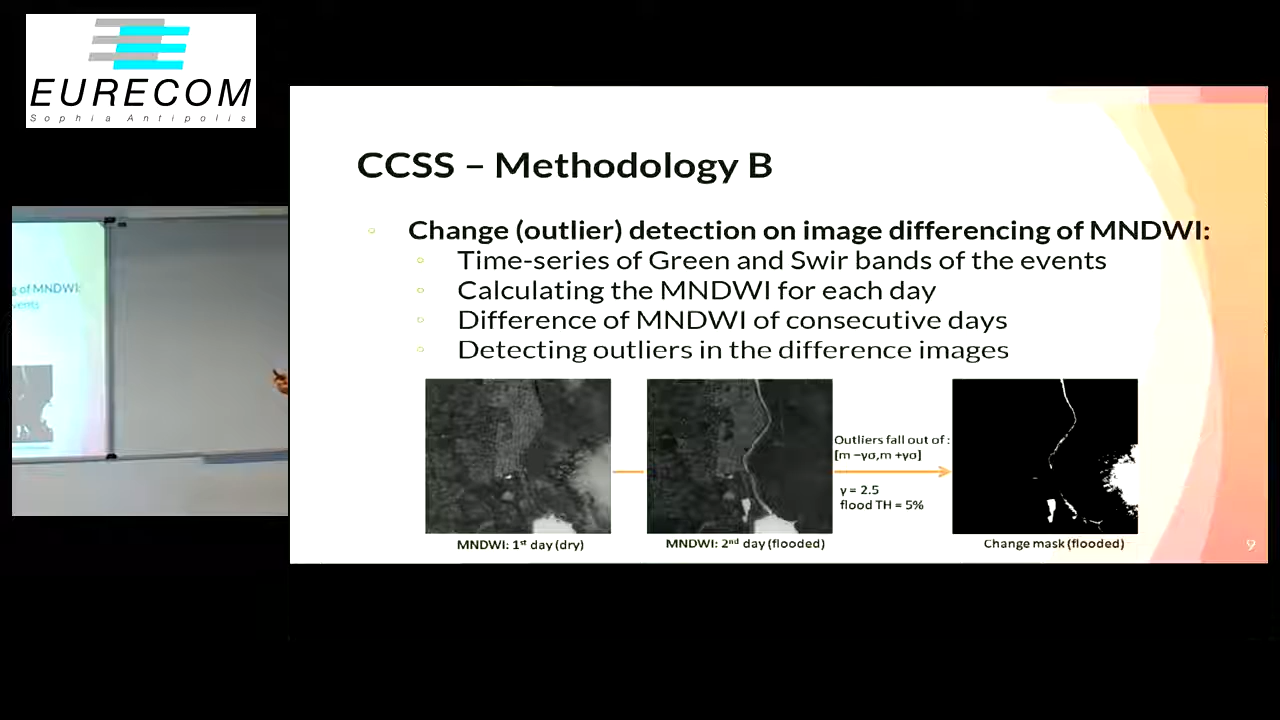 EURECOM
Sophia Antipolis
CCSS – Methodology B
Change (outlier) detection on image differencing of MNDWI:
Time-series of Green and Swir bands of the events
Calculating the MNDWI for each day
Difference of MNDWI of consecutive days
Detecting outliers in the difference images
Outliers fall out of :
[m −γσ,m +γσ]
γ = 2.5
flood TH = 5%
MNDWI: 1st day (dry)
MNDWI: 2nd day (flooded)
Change mask (flooded)
9
g of MNDWI:
vents